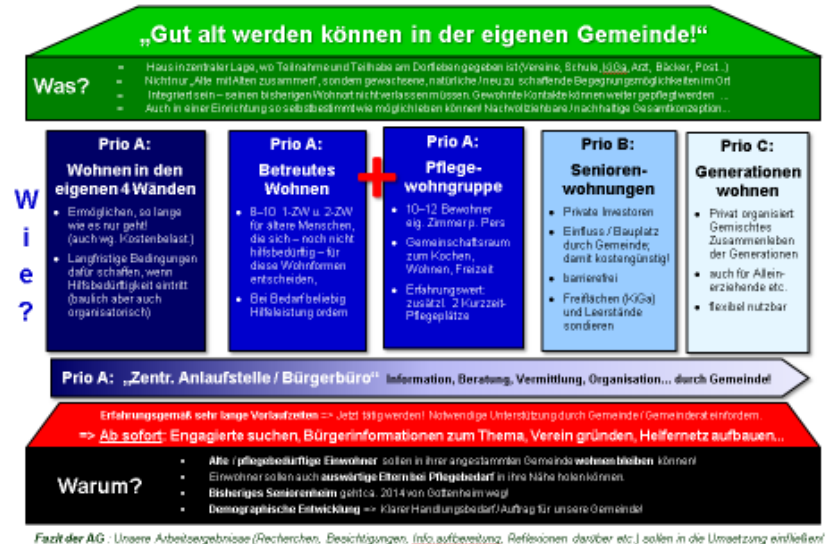 „Gut alt werden können in der eigenen Gemeinde!“
Was?
= Haus in zentraler Lage, wo Teilnahme und Teilhabe am Dorfleben gegeben ist (Vereine, Schule, KiGa, Arzt, Bäcker, Post...)
= Nicht nur „Alte mit Alten zusammen“, sondern gewachsene, natürliche / neu zu schaffende Begegnungsmöglichkeiten im Ort
= Integriert sein – seinen bisherigen Wohnort nicht verlassen müssen. Gewohnte Kontakte können weiter gepflegt werden ...
= Auch in einer Einrichtung so selbstbestimmt wie möglich leben können! Nachvollziehbare / nachhaltige Gesamtkonzeption...
Wie?
Prio A:
Wohnen in den
eigenen 4 Wänden
• Ermöglichen, so lange
wie es nur geht!
(auch wg. Kostenbelast.)
• Langfristige Bedingungen
dafür schaffen, wenn
Hilfsbedürftigkeit eintritt
(baulich aber auch
organisatorisch)
Prio A:
Betreutes
Wohnen
• 8–10 1-ZW u. 2-ZW
für ältere Menschen,
die sich – noch nicht
hilfsbedürftig – für
diese Wohnformen
entscheiden,
• Bei Bedarf beliebig
Hilfeleistung ordern
+
Prio A:
Pflege-
wohngruppe
• 10–12 Bewohner
eig. Zimmer p. Pers
• Gemeinschaftsraum
zum Kochen,
Wohnen, Freizeit
• Erfahrungswert:
zusätzl. 2 Kurzzeit-
Pflegeplätze
Prio B:
Senioren-
wohnungen
• Private Investoren
• Einfluss / Bauplatz
durch Gemeinde;
damit kostengünstig!
• barrierefrei
• Freiflächen (KiGa)
und Leerstände
sondieren
Prio C:
Generationen
wohnen
• Privat organisiert
Gemischtes
Zusammenleben
der Generationen
• auch für Allein-
erziehende etc.
• flexibel nutzbar
Prio A: „Zentr. Anlaufstelle / Bürgerbüro“ Information, Beratung, Vermittlung, Organisation... durch Gemeinde!
Erfahrungsgemäß sehr lange Vorlaufzeiten => Jetzt tätig werden! Notwendige Unterstützung durch Gemeinde / Gemeinderat einfordern.
=> Ab sofort: Engagierte suchen, Bürgerinformationen zum Thema, Verein gründen, Helfernetz aufbauen...
Warum?
• Alte / pflegebedürftige Einwohner sollen in ihrer angestammten Gemeinde wohnen bleiben können!
• Einwohner sollen auch auswärtige Eltern bei Pflegebedarf in ihre Nähe holen können.
• Bisheriges Seniorenheim geht ca. 2014 von Gottenheim weg!
• Demographische Entwicklung => Klarer Handlungsbedarf / Auftrag für unsere Gemeinde!
Fazit der AG : Unsere Arbeitsergebnisse (Recherchen, Besichtigungen, Info.aufbereitung, Reflexionen darüber etc.) sollen in die Umsetzung einfließen!